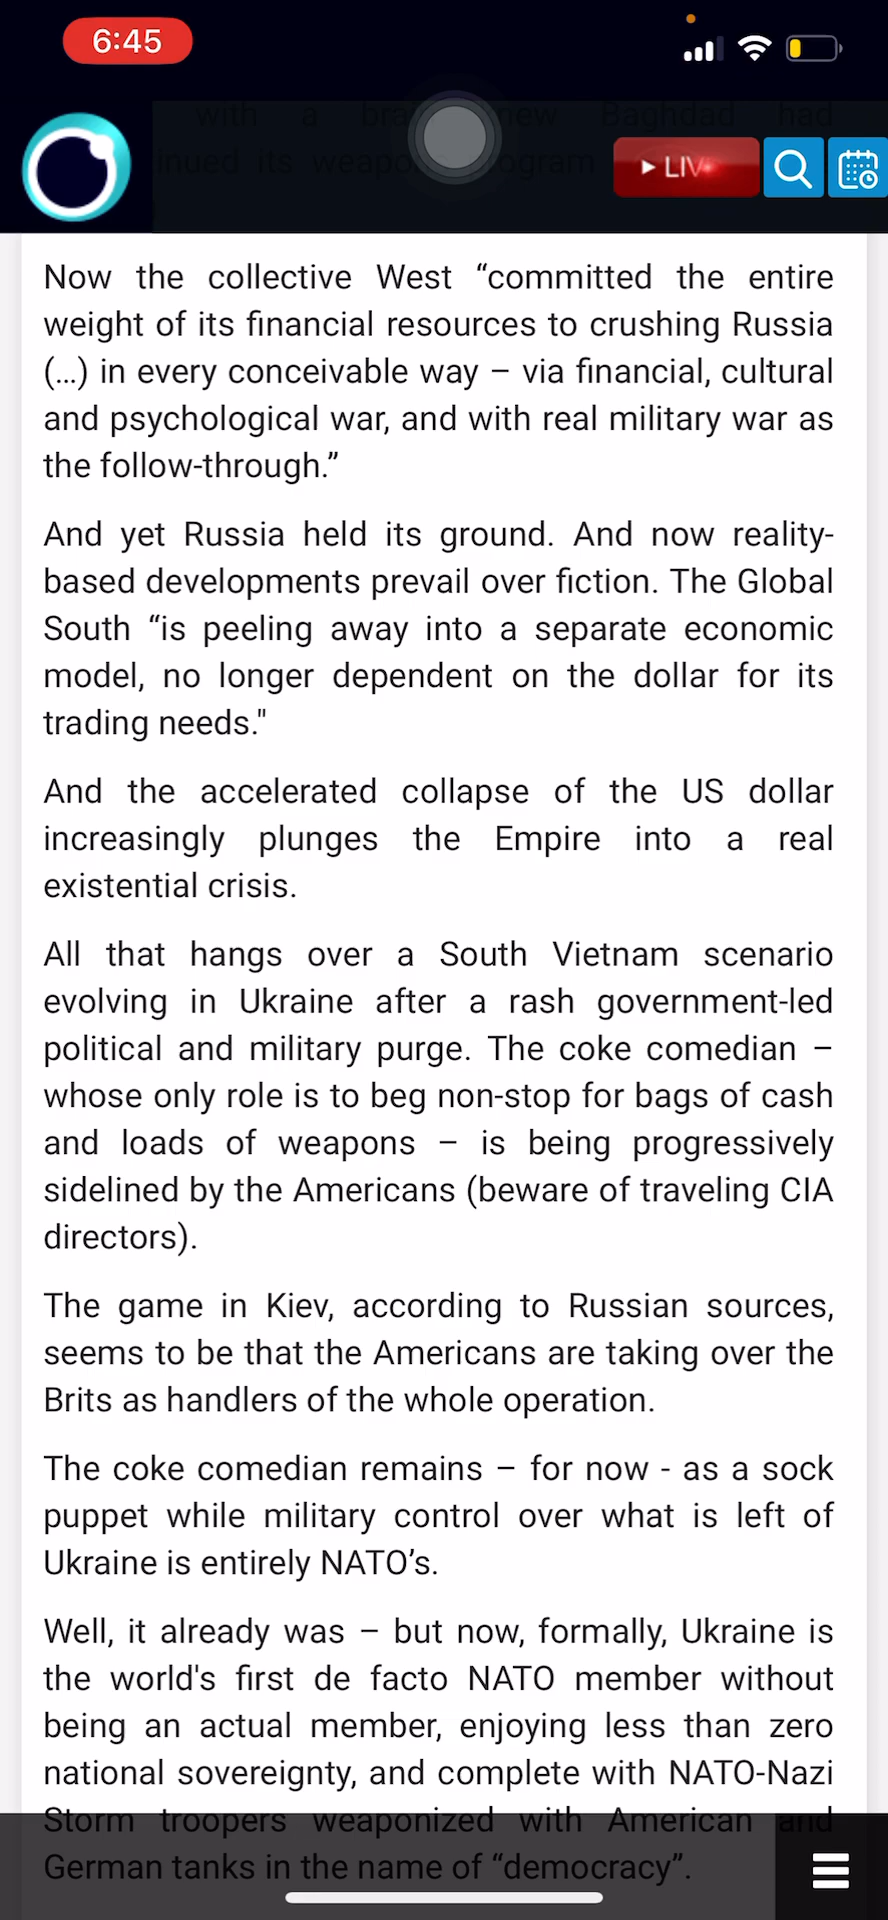 6:45
with a bra new Baghdad had
inued its weapo ogram
LIV
Now the collective West “committed the entire
weight of its financial resources to crushing Russia
(...) in every conceivable way – via financial, cultural
and psychological war, and with real military war as
the follow-through.”
And yet Russia held its ground. And now reality-
based developments prevail over fiction. The Global
South “is peeling away into a separate economic
model, no longer dependent on the dollar for its
trading needs."
And the accelerated collapse of the US dollar
increasingly plunges the Empire into a real
existential crisis.
All that hangs over a South Vietnam scenario
evolving in Ukraine after a rash government-led
political and military purge. The coke comedian –
whose only role is to beg non-stop for bags of cash
and loads of weapons – is being progressively
sidelined by the Americans (beware of traveling CIA
directors).
The game in Kiev, according to Russian sources,
seems to be that the Americans are taking over the
Brits as handlers of the whole operation.
The coke comedian remains – for now - as a sock
puppet while military control over what is left of
Ukraine is entirely NATO’s.
Well, it already was – but now, formally, Ukraine is
the world's first de facto NATO member without
being an actual member, enjoying less than zero
national sovereignty, and complete with NATO-Nazi
Storm troopers weaponized with American and
German tanks in the name of “democracy”.